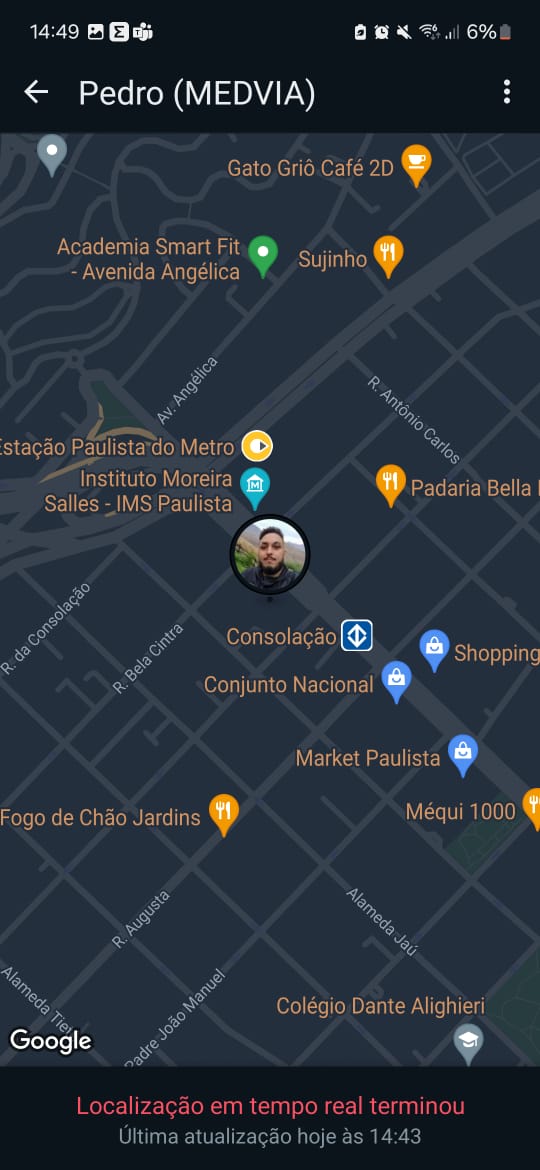 14:49
6%
Pedro (MEDVIA)
Gato Griô Café 2D
Academia Smart Fit
- Avenida Angélica
Sujinho
Av. Angélica
R. Antônio Carlos
Estação Paulista do Metro
Instituto Moreira
Salles - IMS Paulista
Padaria Bella
R. da Consolação
R. Bela Cintra
Consolação
Shopping
Conjunto Nacional
Market Paulista
Fogo de Chão Jardins
Méqui 1000
R. Augusta
Alameda Jaú
Alameda
Padre João Manuel
Colégio Dante Alighieri
Google
Localização em tempo real terminou
Última atualização hoje às 14:43